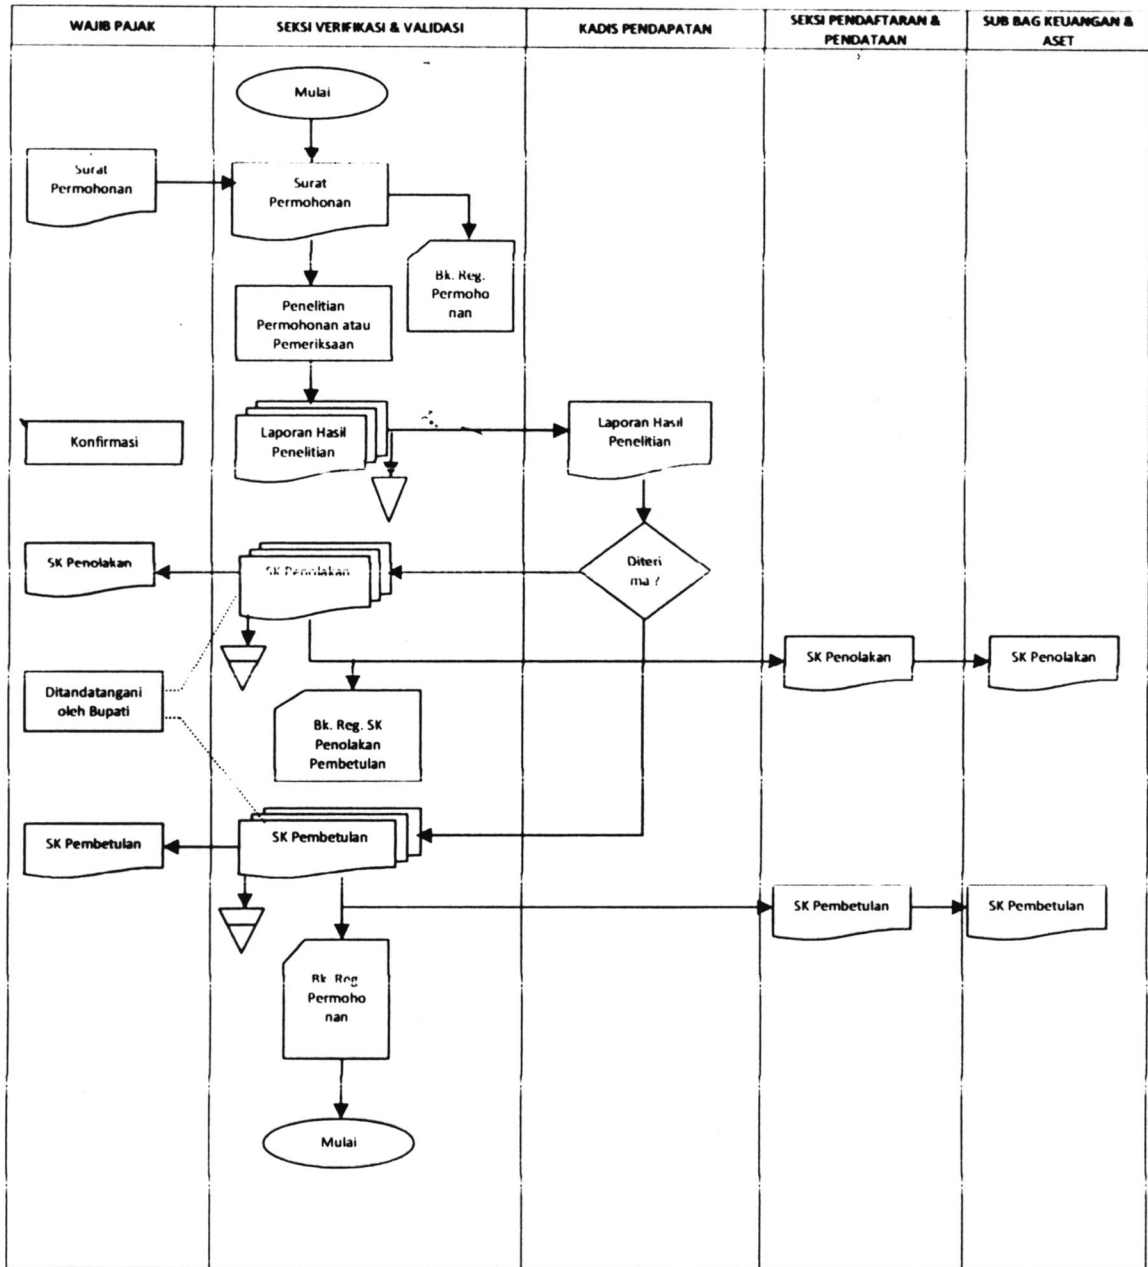 WAJIB PAJAK
SEKSI VERIFIKASI & VALIDASI
KADIS PENDAPATAN
SEKSI PENDAFTARAN &
PENDATAAN
SUB BAG KEUANGAN &
ASET
Mulai
Surat
Permohonan
Surat
Permohonan
Bk. Reg.
Permoho
nan
Penelitian
Permohonan atau
Pemeriksaan
Konfirmasi
Laporan Hasil
Penelitian
Laporan Hasil
Penelitian
SK Penolakan
SK Penolakan
Diteri
ma ?
SK Penolakan
SK Penolakan
Ditandatangani
oleh Bupati
Bk. Reg. SK
Penolakan
Pembetulan
SK Pembetulan
SK Pembetulan
SK Pembetulan
SK Pembetulan
Bk. Reg.
Permoho
nan
Mulai